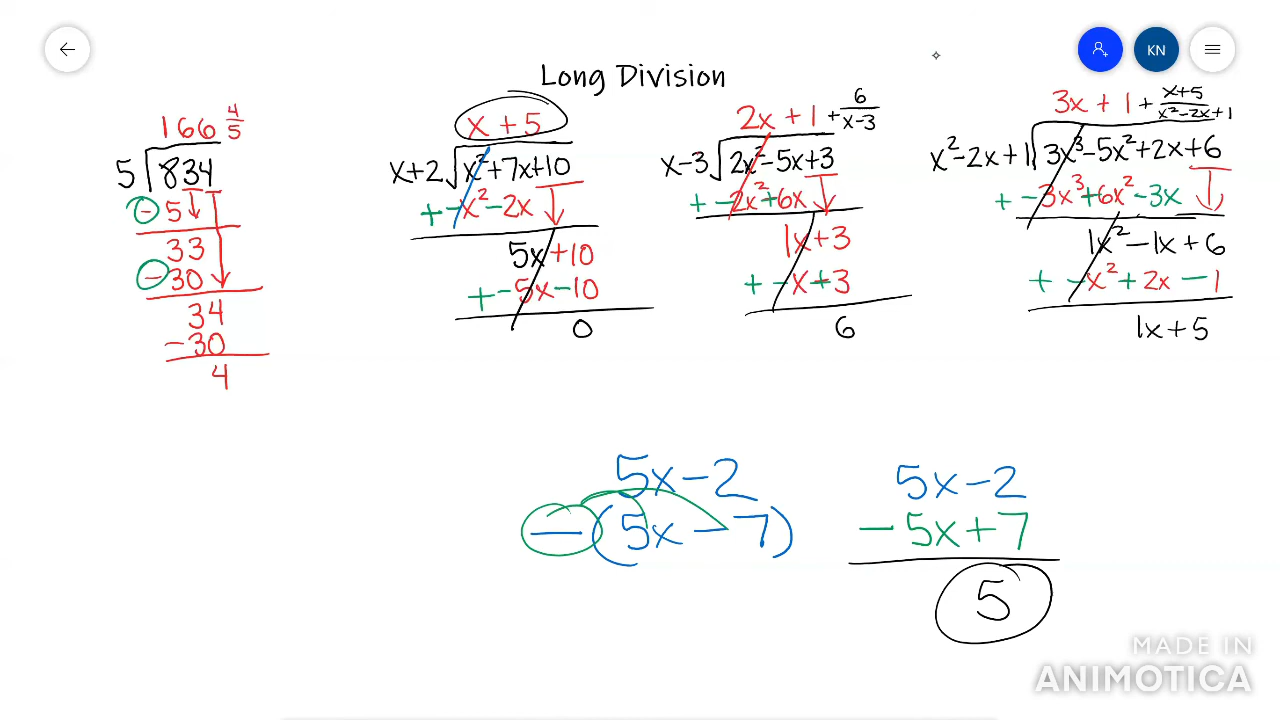 KN
Long Division
166 4/5
5 834
- 5
33
- 30
34
- 30
4
x + 5
x+2 x²+7x+10
+ -x² -2x
5x +10
+ -5x -10
0
2x + 1 + 6/x-3
x-3 2x²-5x+3
+ -2x²+6x
1x+3
+ -x+3
6
3x + 1 + x+5/x²-2x+1
x²-2x+1 3x³-5x²+2x+6
+ -3x³+6x²-3x
1x²-1x+6
+ -x²+2x-1
1x+5
5x-2
- (5x-7)
5x-2
-5x+7
5
MADE IN
ANIMOTICA